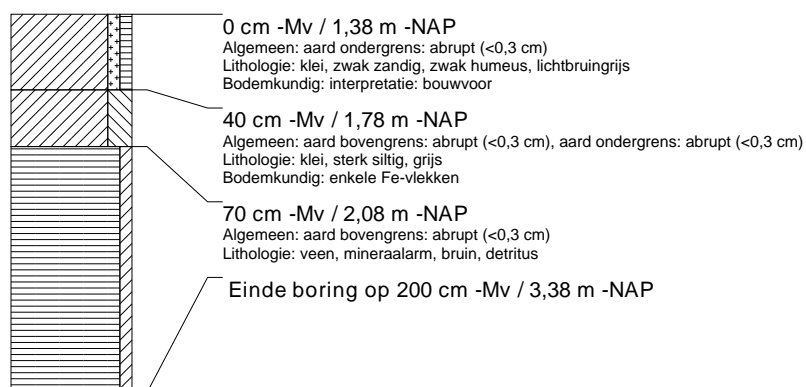 0 cm -Mv / 1,38 m -NAP
Algemeen: aard ondergrens: abrupt (<0,3 cm)
Lithologie: klei, zwak zandig, zwak humeus, lichtbruingrijs
Bodemkundig: interpretatie: bouwvoor
40 cm -Mv / 1,78 m -NAP
Algemeen: aard bovengrens: abrupt (<0,3 cm), aard ondergrens: abrupt (<0,3 cm)
Lithologie: klei, sterk siltig, grijs
Bodemkundig: enkele Fe-vlekken
70 cm -Mv / 2,08 m -NAP
Algemeen: aard bovengrens: abrupt (<0,3 cm)
Lithologie: veen, mineraalarm, bruin, detritus
Einde boring op 200 cm -Mv / 3,38 m -NAP